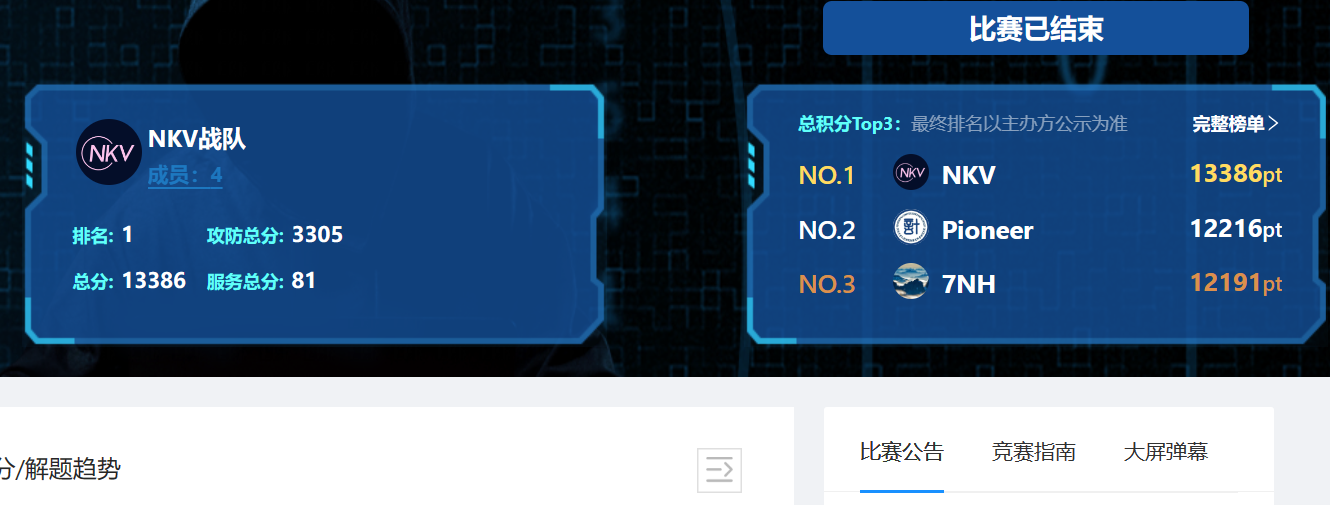 比赛已结束
NKV
NKV战队
成员：4
排名: 1 攻防总分: 3305
总分: 13386 服务总分: 81
总积分Top3： 最终排名以主办方公示为准 完整榜单
NO.1 NKV NKV 13386pt
NO.2 Pioneer 12216pt
NO.3 7NH 12191pt
分/解题趋势
比赛公告 竞赛指南 大屏弹幕